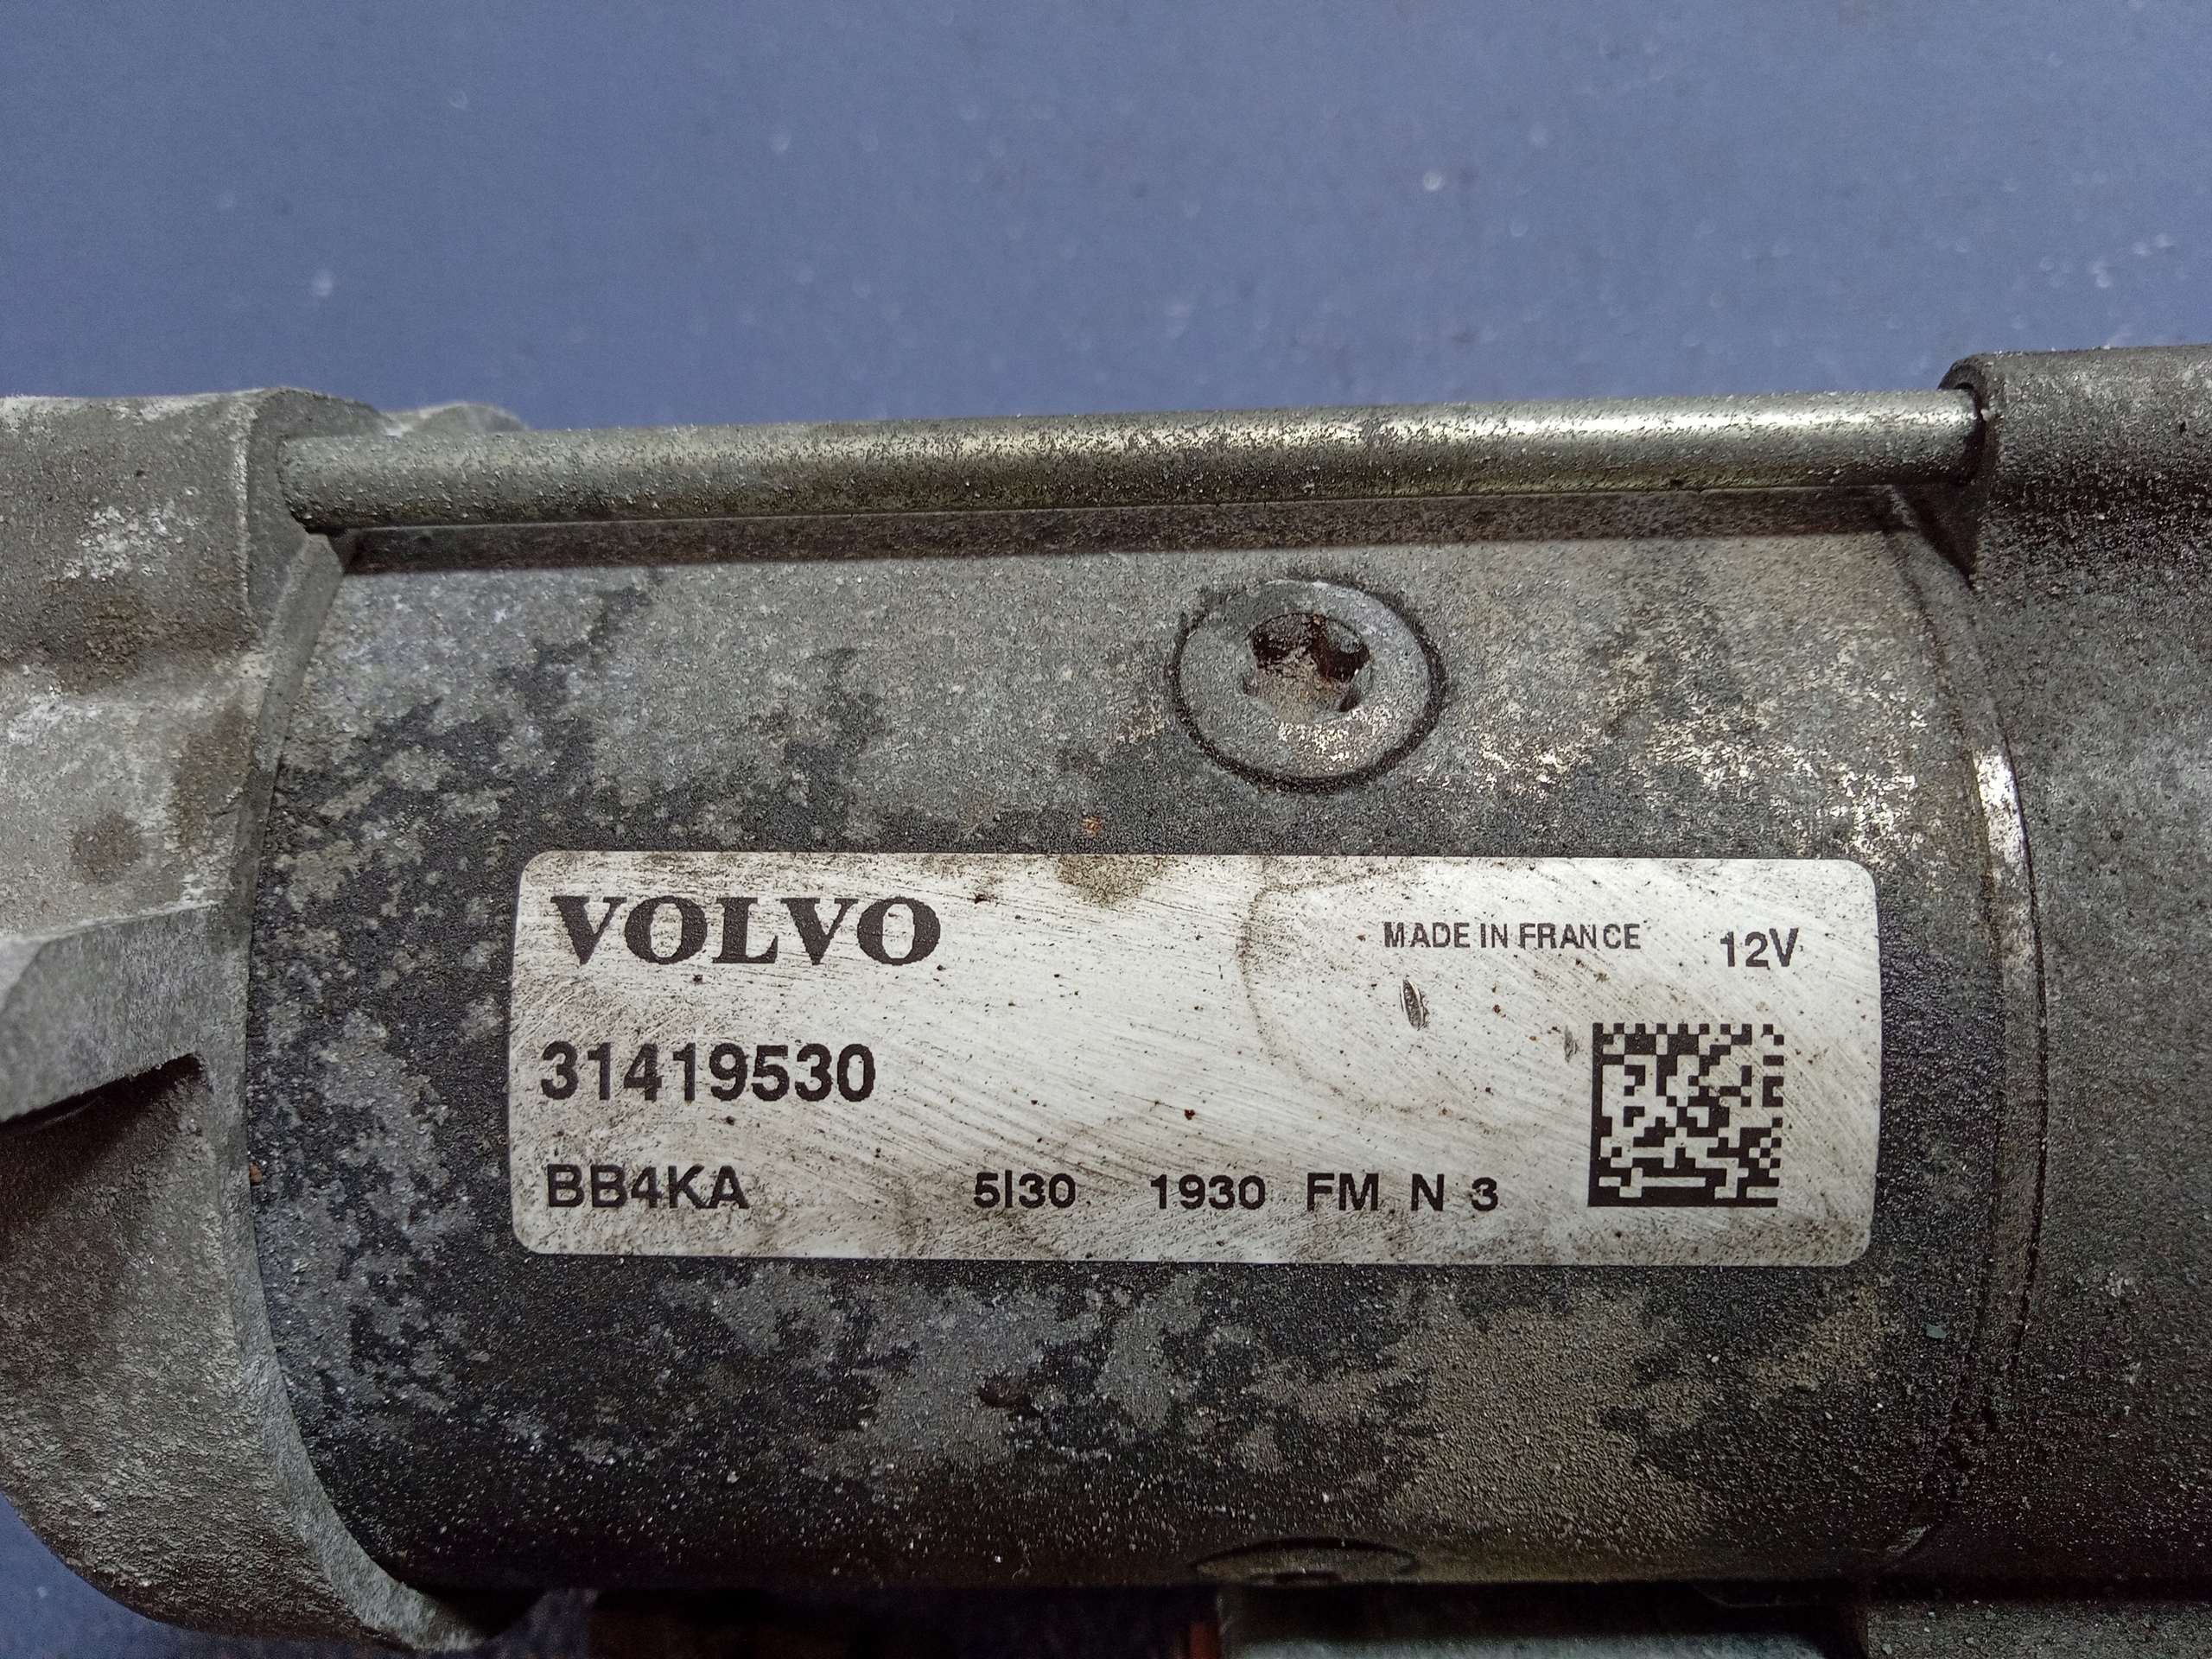 VOLVO
MADE IN FRANCE 12V
31419530
BB4KA 5|30 1930 FM N 3